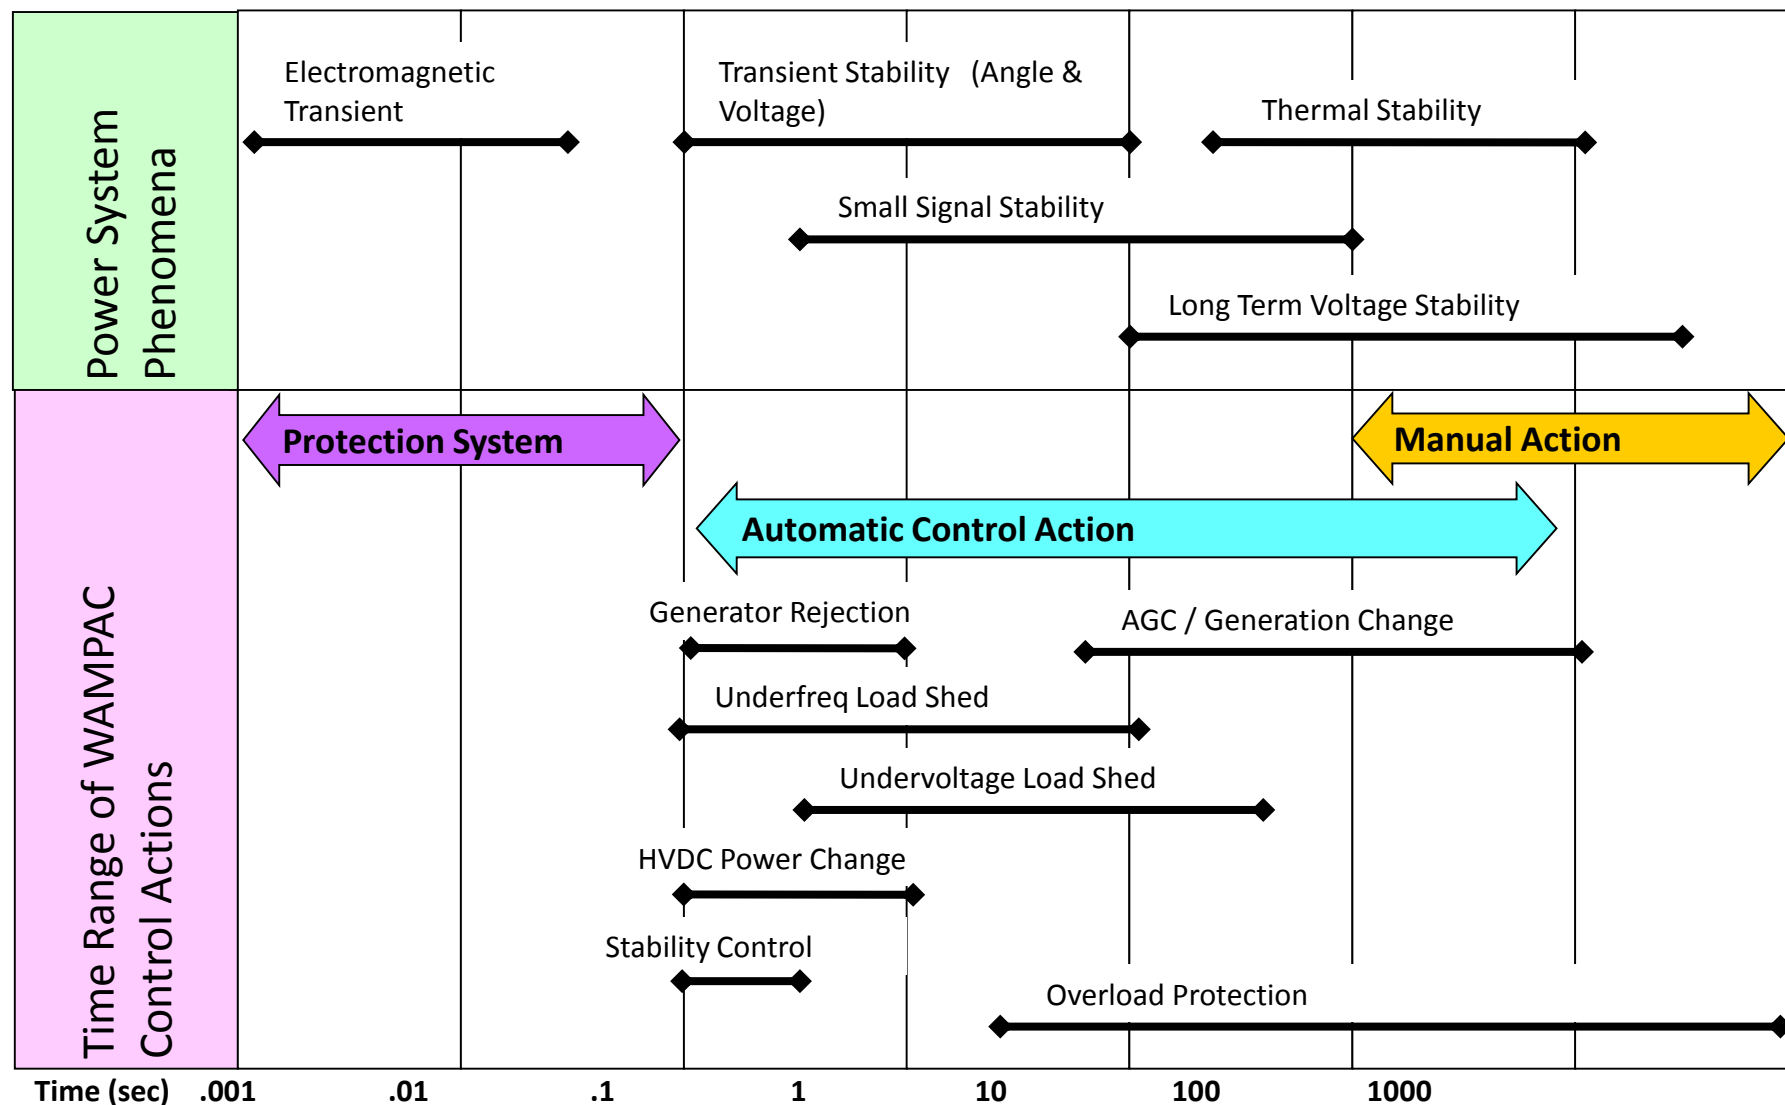 Power System
Phenomena
Electromagnetic
Transient
Transient Stability (Angle &
Voltage)
Thermal Stability
Small Signal Stability
Long Term Voltage Stability
Time Range of WAMPAC
Control Actions
Protection System
Manual Action
Automatic Control Action
Generator Rejection
AGC / Generation Change
Underfreq Load Shed
Undervoltage Load Shed
HVDC Power Change
Stability Control
Overload Protection
Time (sec) .001 .01 .1 1 10 100 1000